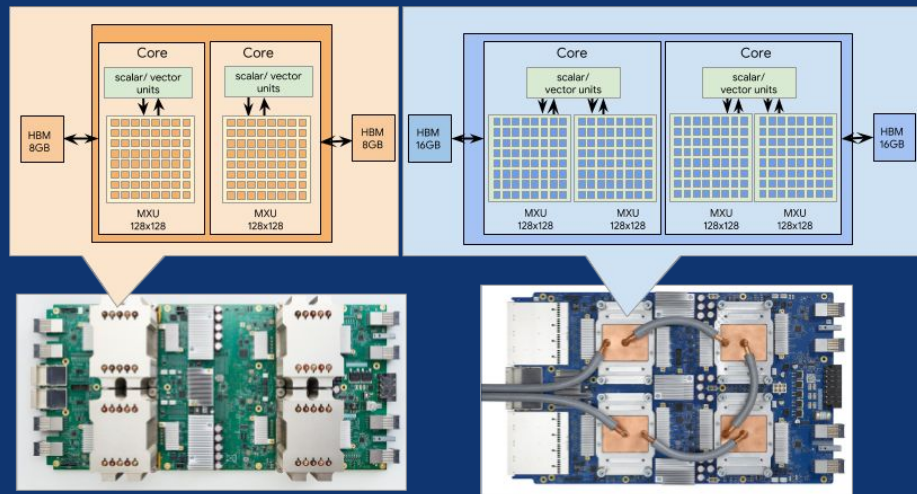 Core
Core
scalar/ vector
units
scalar/ vector
units
HBM
8GB
HBM
8GB
MXU
128x128
MXU
128x128
Core
Core
scalar/
vector units
scalar/
vector units
HBM
16GB
HBM
16GB
MXU
128x128
MXU
128x128
MXU
128x128
MXU
128x128